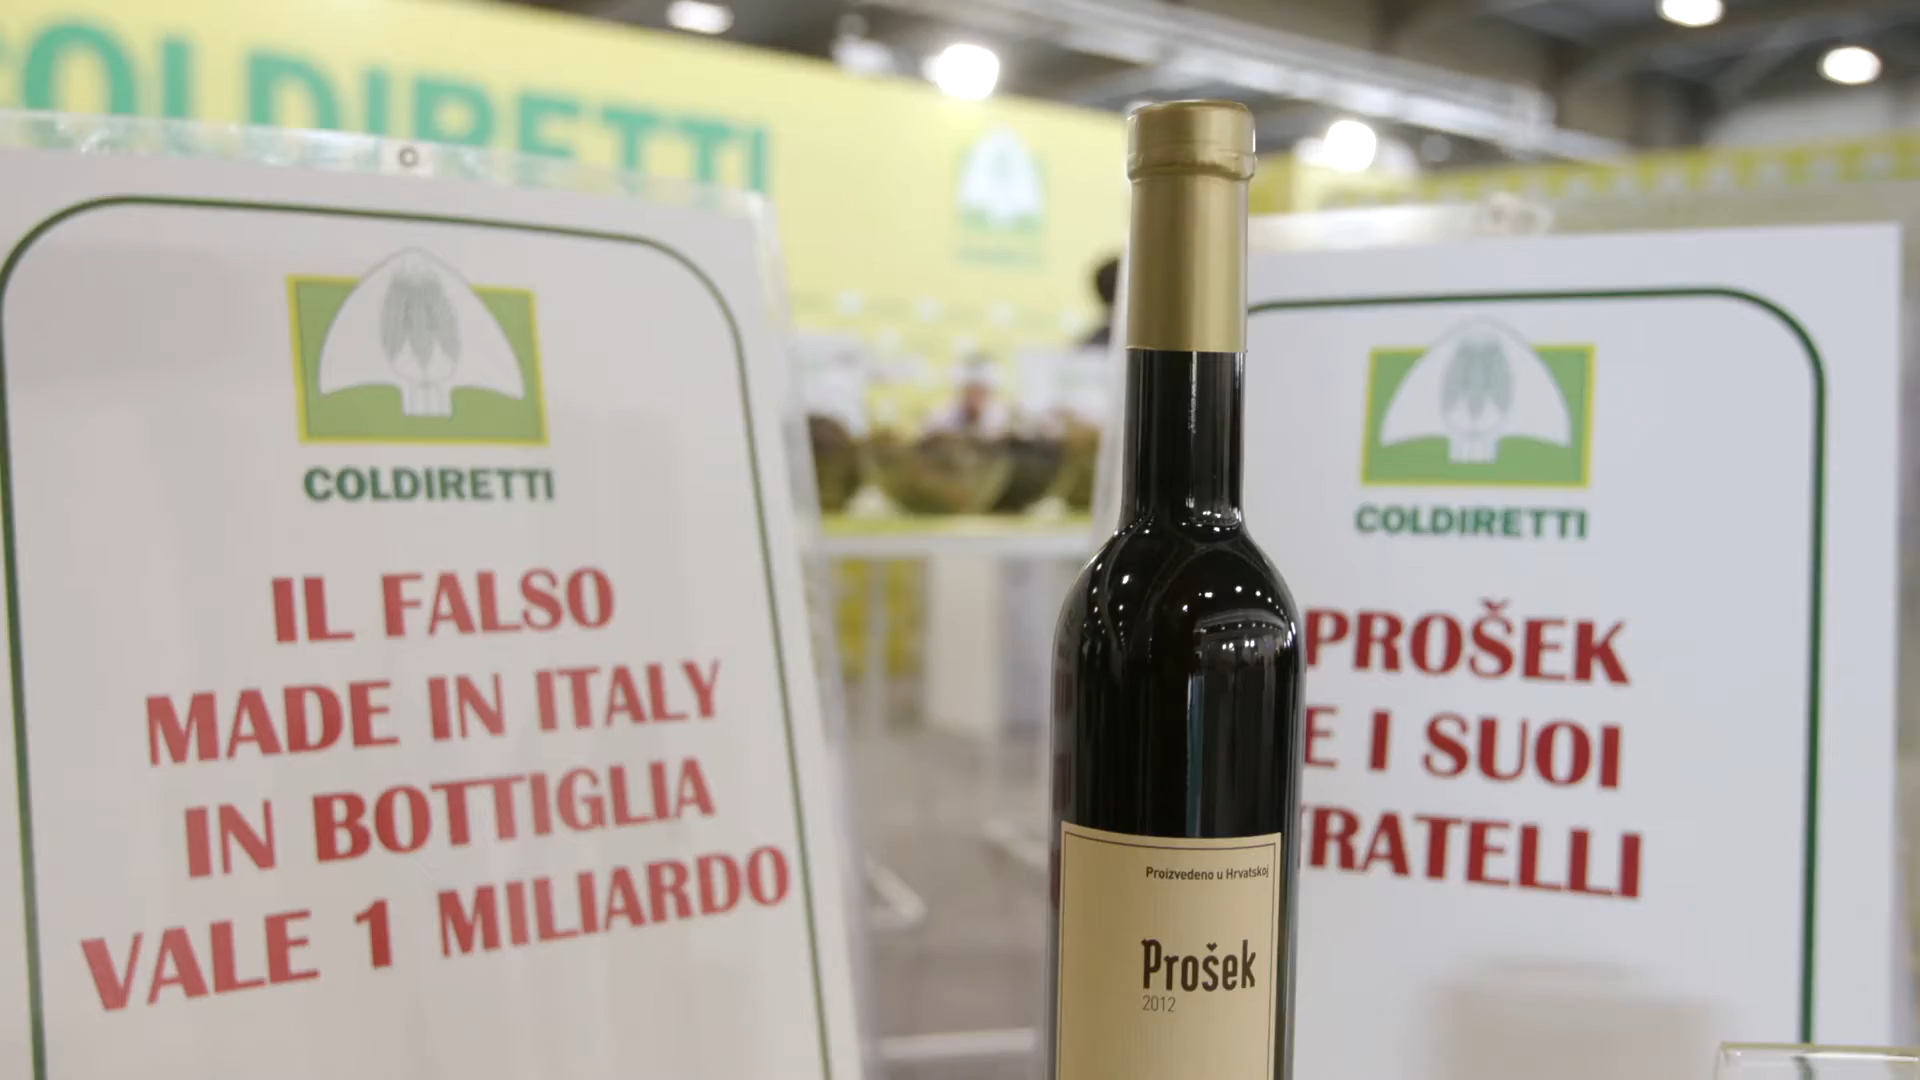 COLDIRETTI
COLDIRETTI
IL FALSO
MADE IN ITALY
IN BOTTIGLIA
VALE 1 MILIARDO
Proizvedeno u Hrvatskoj
Prošek
2012
COLDIRETTI
PROŠEK
E I SUOI
FRATELLI